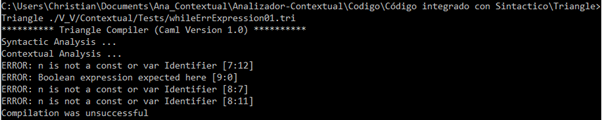 C:\Users\Christian\Documents\Ana_Contextual\Analizador-Contextual\Codigo\Código integrado con Sintactico\Triangle>
Triangle ./V_V/Contextual/Tests/whileErrExpression01.tri
********** Triangle Compiler (Caml Version 1.0) **********
Syntactic Analysis ...
Contextual Analysis ...
ERROR: n is not a const or var Identifier [7:12]
ERROR: Boolean expression expected here [9:0]
ERROR: n is not a const or var Identifier [8:7]
ERROR: n is not a const or var Identifier [8:11]
Compilation was unsuccessful